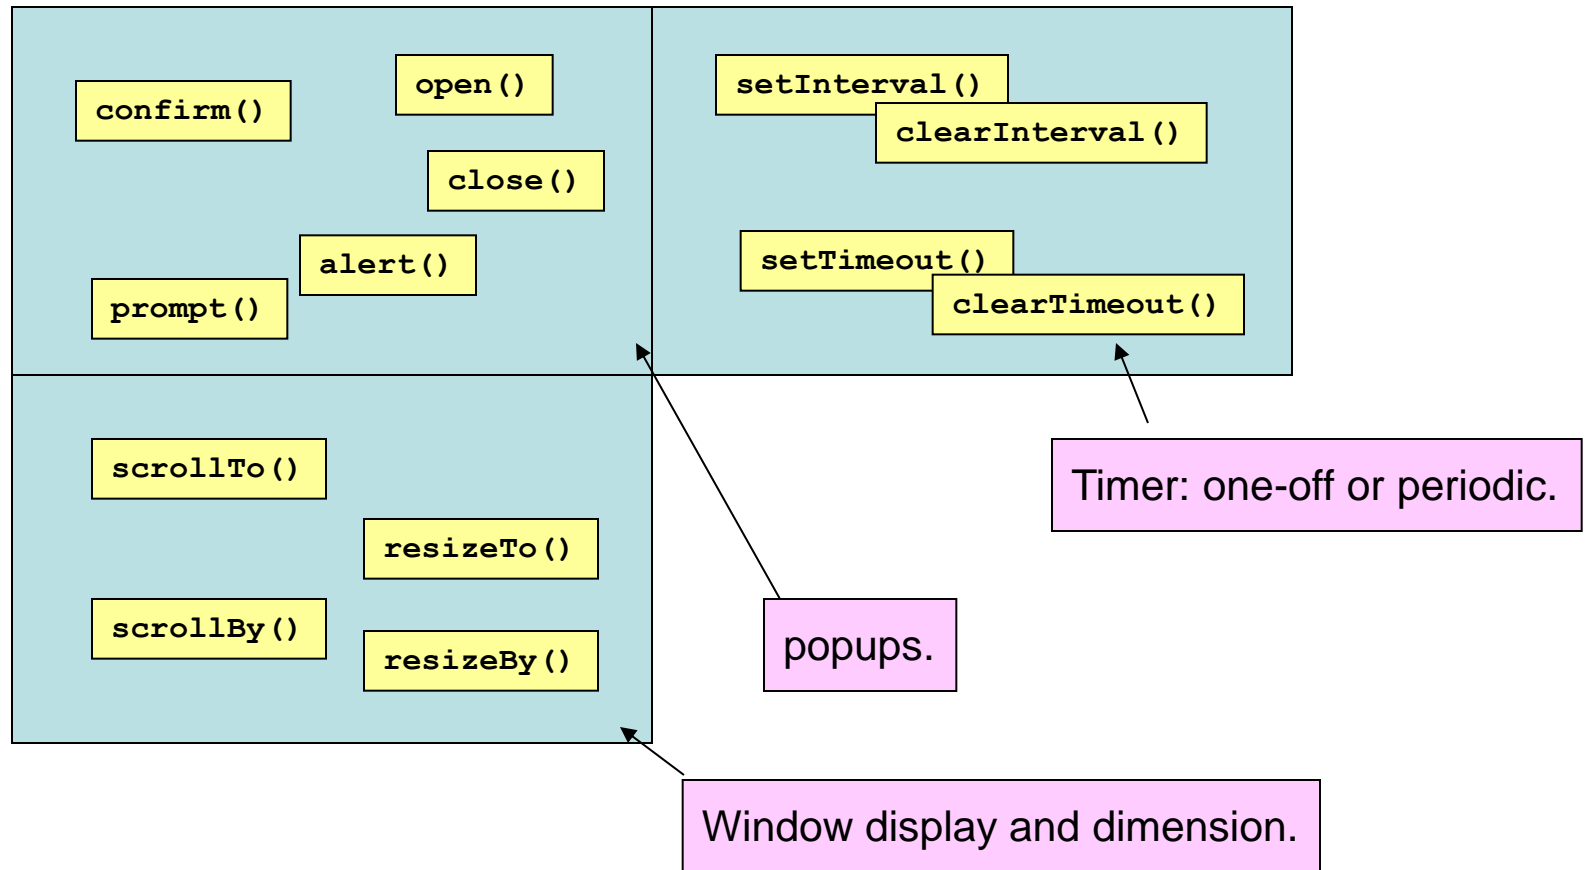 confirm()
open()
close()
alert()
prompt()
setInterval()
clearInterval()
setTimeout()
clearTimeout()
scrollTo()
resizeTo()
scrollBy()
resizeBy()
Timer: one-off or periodic.
popups.
Window display and dimension.